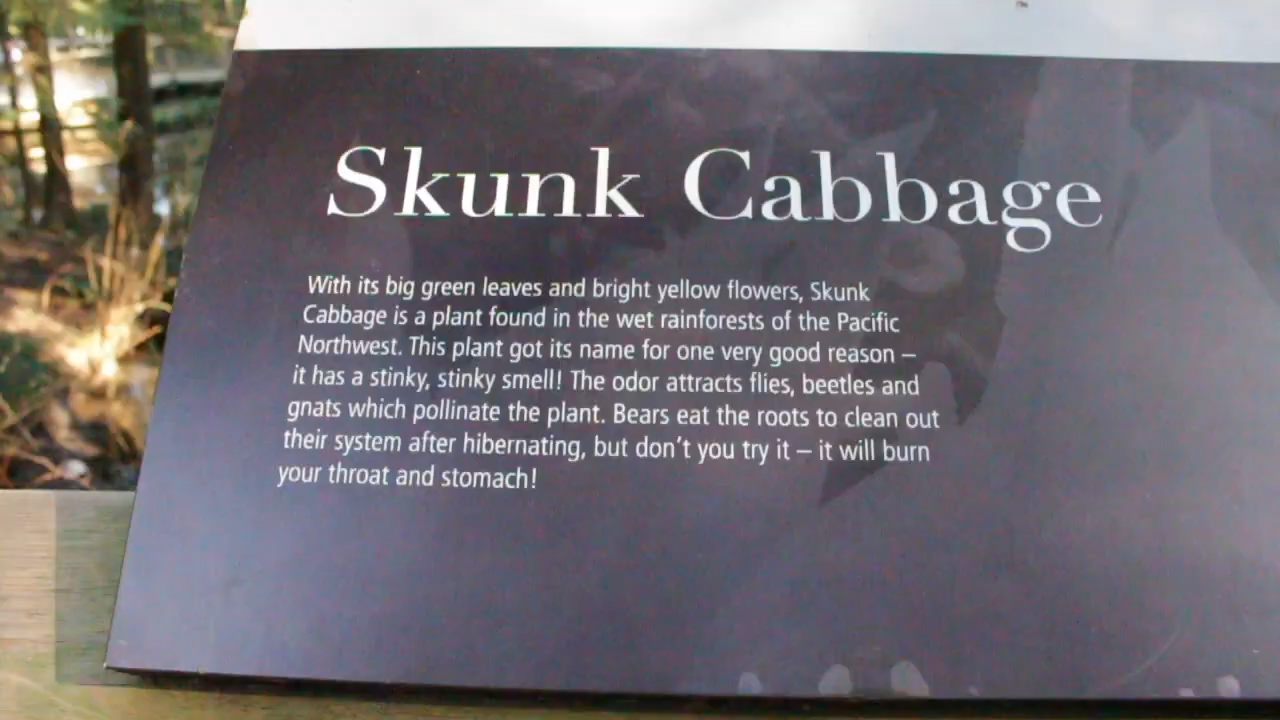 Skunk Cabbage
With its big green leaves and bright yellow flowers, Skunk
Cabbage is a plant found in the wet rainforests of the Pacific
Northwest. This plant got its name for one very good reason –
it has a stinky, stinky smell! The odor attracts flies, beetles and
gnats which pollinate the plant. Bears eat the roots to clean out
their system after hibernating, but don't you try it – it will burn
your throat and stomach!